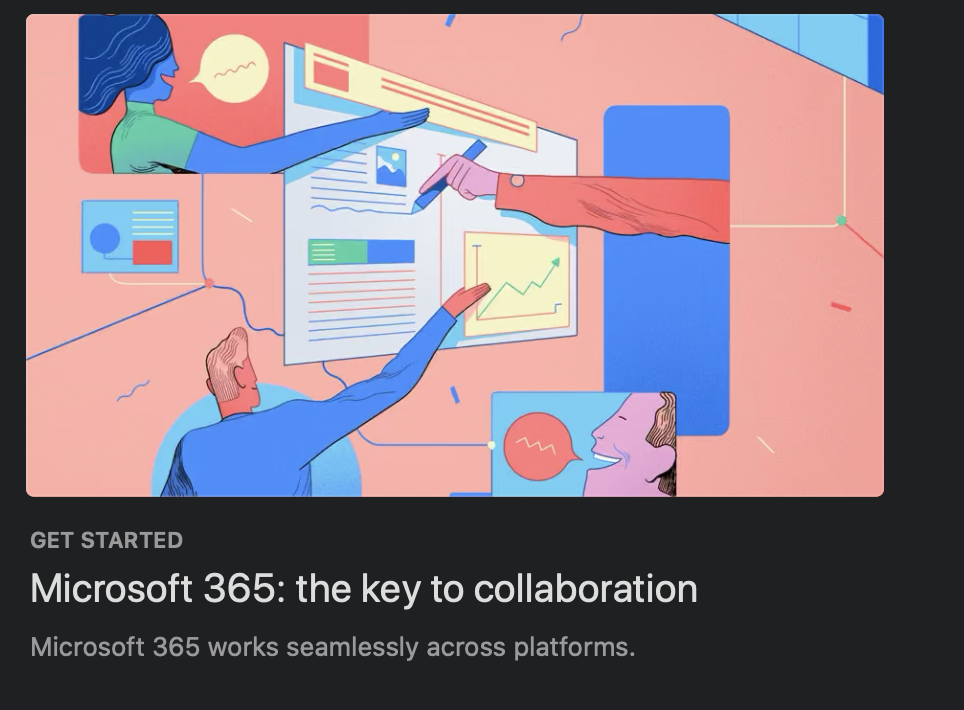 GET STARTED
Microsoft 365: the key to collaboration
Microsoft 365 works seamlessly across platforms.